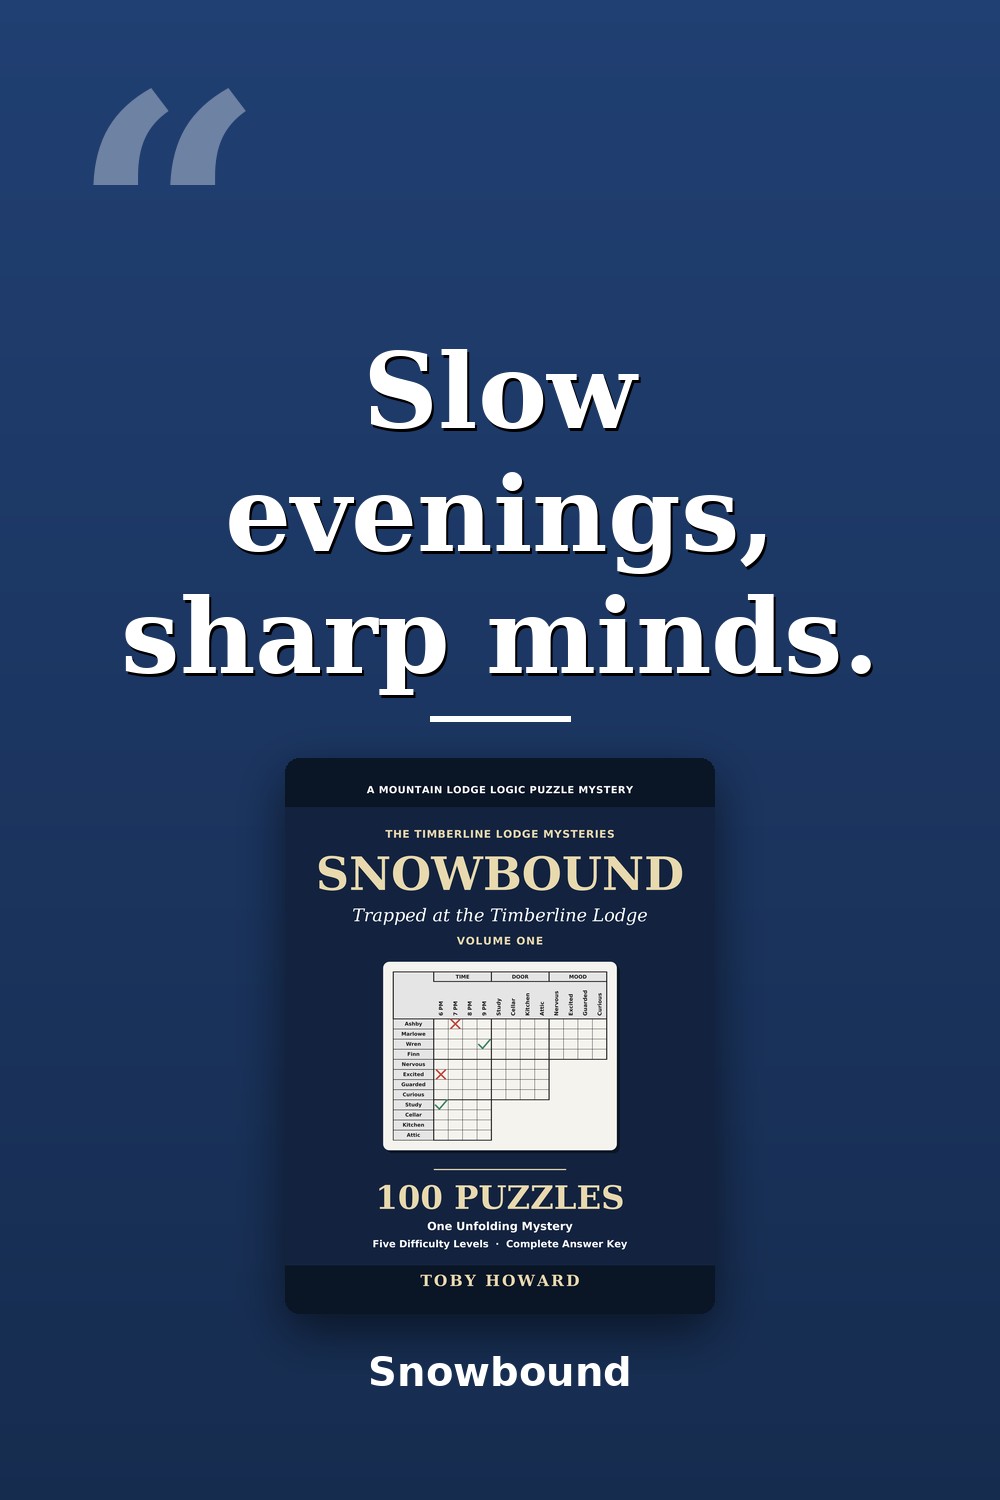 “
Slow
evenings,
sharp minds.
A MOUNTAIN LODGE LOGIC PUZZLE MYSTERY
THE TIMBERLINE LODGE MYSTERIES
SNOWBOUND
Trapped at the Timberline Lodge
VOLUME ONE
TIME DOOR MOOD
6 PM 7 PM 8 PM 9 PM Study Cellar Kitchen Attic Nervous Excited Guarded Curious
Ashby
Marlowe
Wren
Finn
Nervous
Excited
Guarded
Curious
Study
Cellar
Kitchen
Attic
100 PUZZLES
One Unfolding Mystery
Five Difficulty Levels · Complete Answer Key
TOBY HOWARD
Snowbound